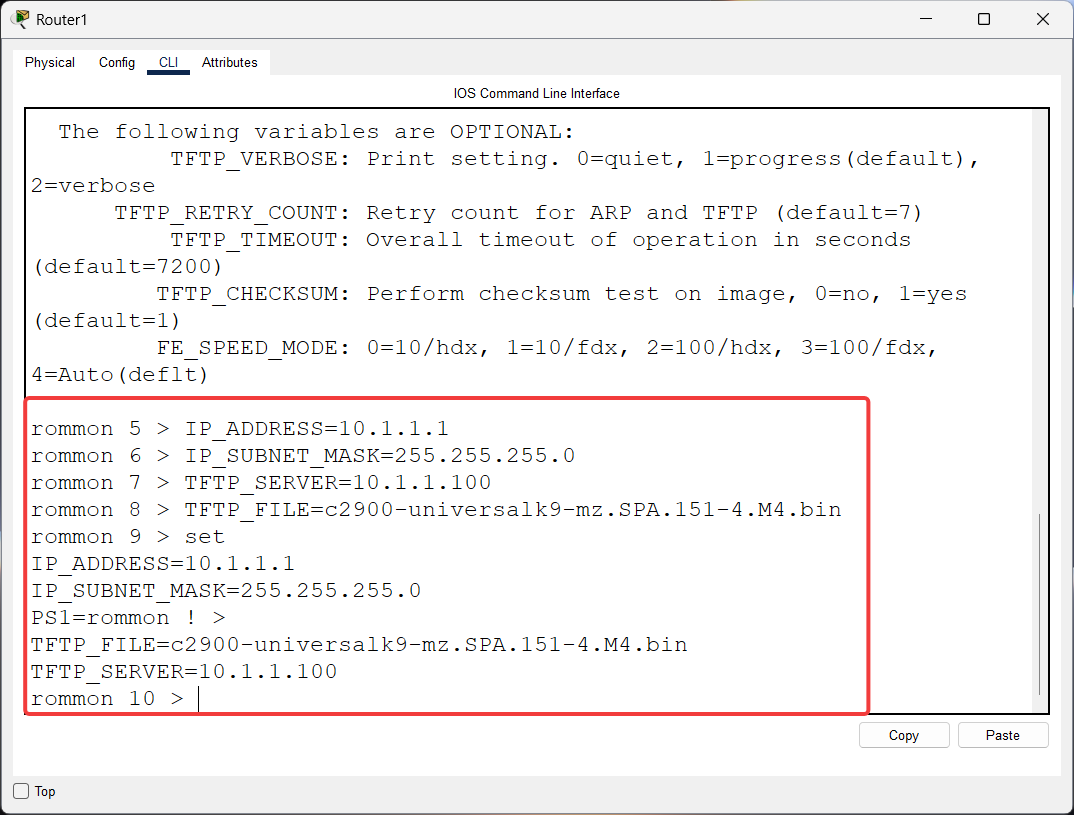 Router1
Physical Config CLI Attributes
IOS Command Line Interface
The following variables are OPTIONAL:
TFTP_VERBOSE: Print setting. 0=quiet, 1=progress(default),
2=verbose
TFTP_RETRY_COUNT: Retry count for ARP and TFTP (default=7)
TFTP_TIMEOUT: Overall timeout of operation in seconds
(default=7200)
TFTP_CHECKSUM: Perform checksum test on image, 0=no, 1=yes
(default=1)
FE_SPEED_MODE: 0=10/hdx, 1=10/fdx, 2=100/hdx, 3=100/fdx,
4=Auto(deflt)
rommon 5 > IP_ADDRESS=10.1.1.1
rommon 6 > IP_SUBNET_MASK=255.255.255.0
rommon 7 > TFTP_SERVER=10.1.1.100
rommon 8 > TFTP_FILE=c2900-universalk9-mz.SPA.151-4.M4.bin
rommon 9 > set
IP_ADDRESS=10.1.1.1
IP_SUBNET_MASK=255.255.255.0
PS1=rommon ! >
TFTP_FILE=c2900-universalk9-mz.SPA.151-4.M4.bin
TFTP_SERVER=10.1.1.100
rommon 10 >
Copy Paste
Top